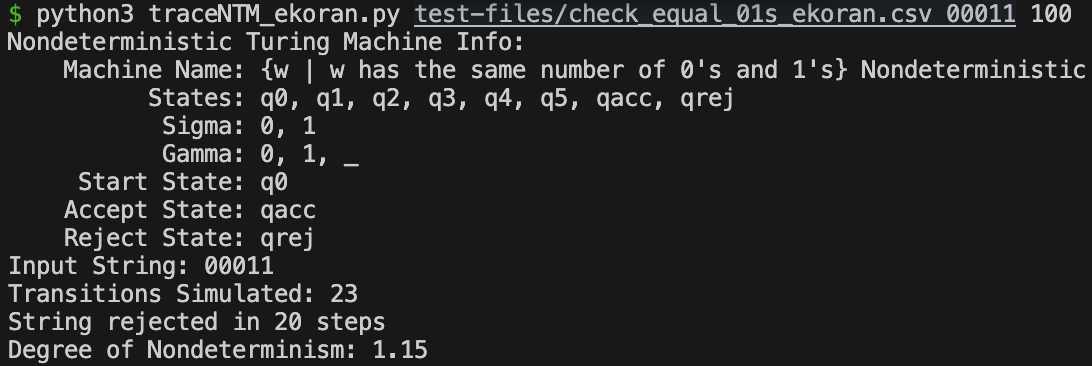 $ python3 traceNTM_ekoran.py test-files/check_equal_01s_ekoran.csv 00011 100
Nondeterministic Turing Machine Info:
Machine Name: {w | w has the same number of 0's and 1's} Nondeterministic
States: q0, q1, q2, q3, q4, q5, qacc, qrej
Sigma: 0, 1
Gamma: 0, 1, _
Start State: q0
Accept State: qacc
Reject State: qrej
Input String: 00011
Transitions Simulated: 23
String rejected in 20 steps
Degree of Nondeterminism: 1.15